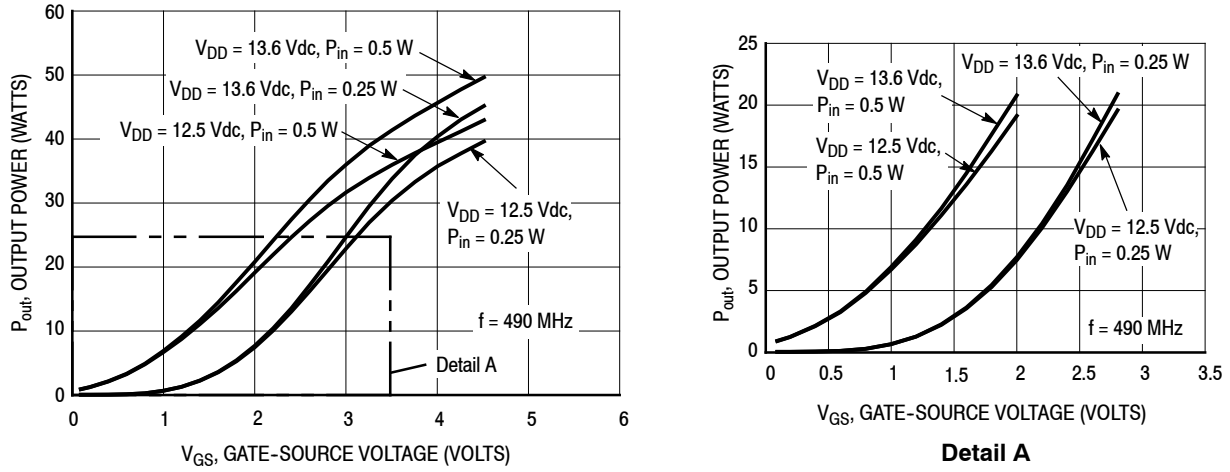 60
50
40
30
20
10
0
P_out, OUTPUT POWER (WATTS)
V_DD = 13.6 Vdc, P_in = 0.5 W
V_DD = 13.6 Vdc, P_in = 0.25 W
V_DD = 12.5 Vdc, P_in = 0.5 W
V_DD = 12.5 Vdc,
P_in = 0.25 W
f = 490 MHz
Detail A
0 1 2 3 4 5 6
V_GS, GATE-SOURCE VOLTAGE (VOLTS)
25
20
15
10
5
0
P_out, OUTPUT POWER (WATTS)
V_DD = 13.6 Vdc, P_in = 0.25 W
V_DD = 13.6 Vdc,
P_in = 0.5 W
V_DD = 12.5 Vdc,
P_in = 0.5 W
V_DD = 12.5 Vdc,
P_in = 0.25 W
f = 490 MHz
0 0.5 1 1.5 2 2.5 3 3.5
V_GS, GATE-SOURCE VOLTAGE (VOLTS)
Detail A